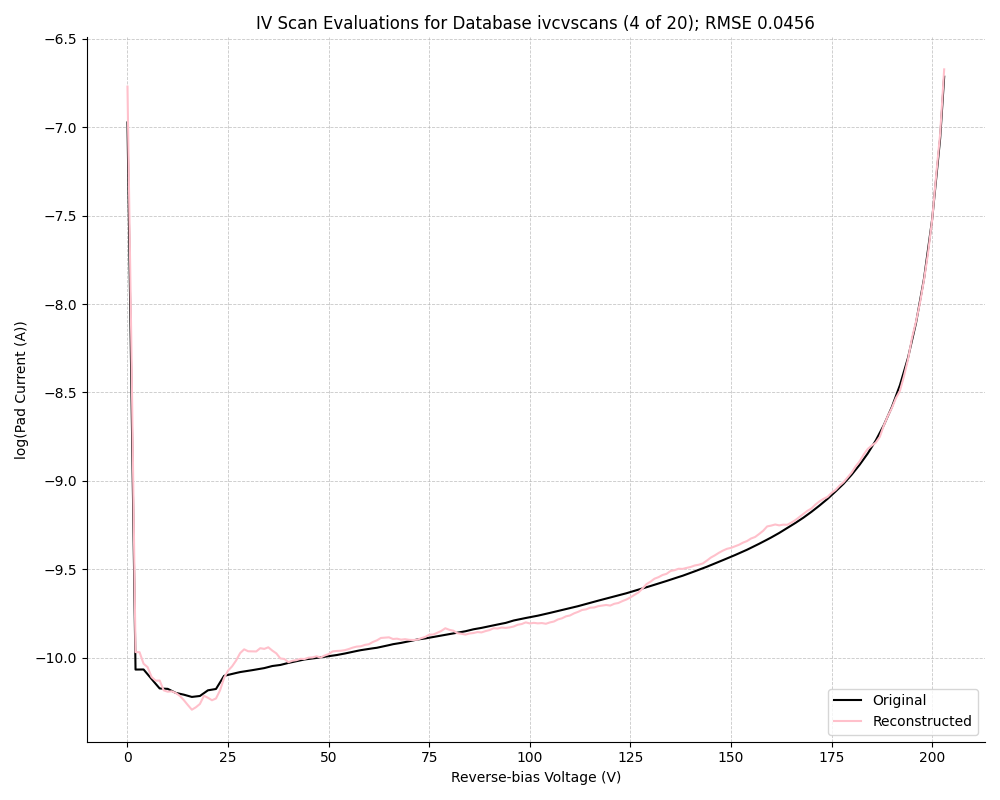 IV Scan Evaluations for Database ivcvscans (4 of 20); RMSE 0.0456
−6.5
−7.0
−7.5
−8.0
−8.5
−9.0
−9.5
−10.0
log(Pad Current (A))
0 25 50 75 100 125 150 175 200
Reverse-bias Voltage (V)
Original
Reconstructed